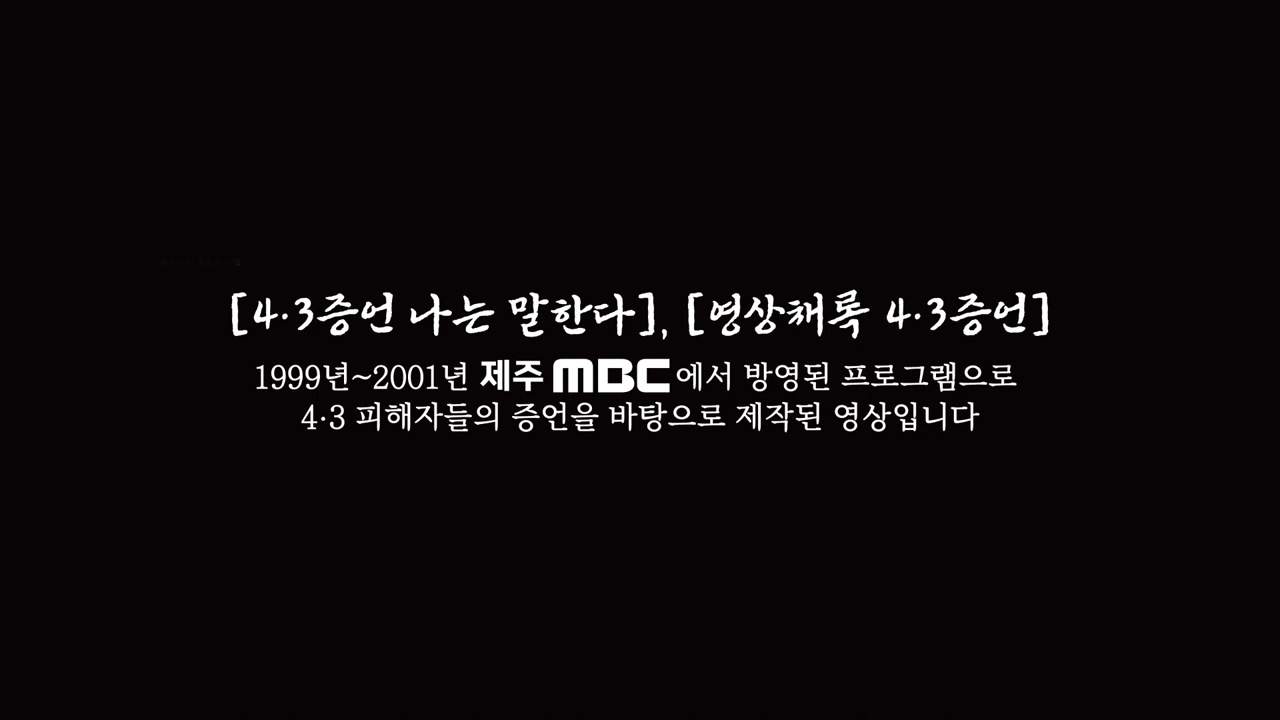 [4·3증언 나는 말한다], [영상채록 4·3증언]
1999년~2001년 제주 MBC에서 방영된 프로그램으로
4·3 피해자들의 증언을 바탕으로 제작된 영상입니다